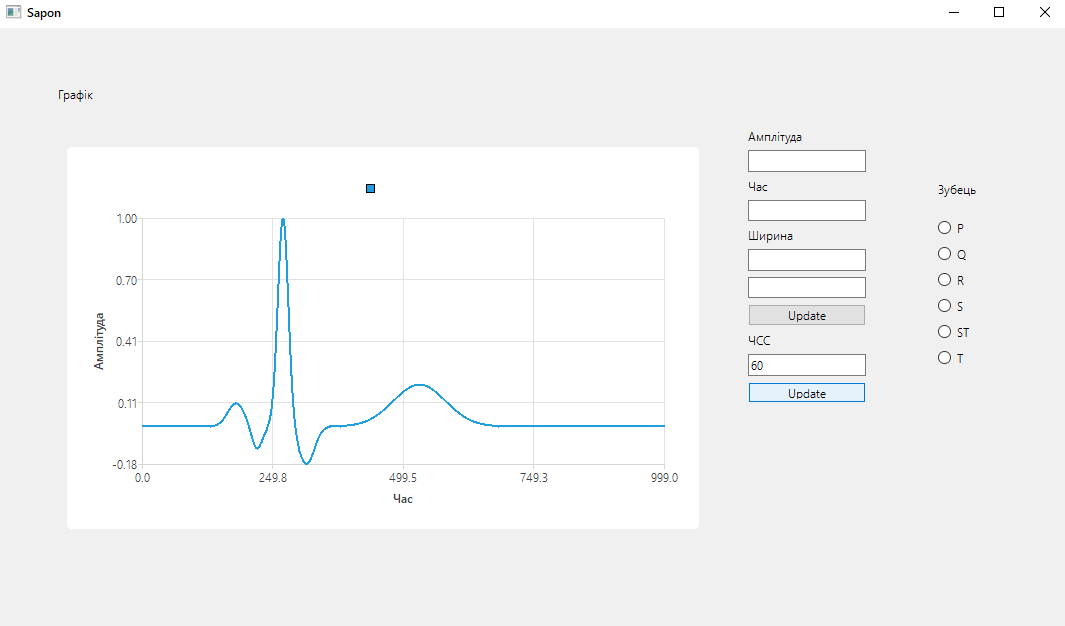 Sapon
Графік
1.00
0.70
0.41
0.11
-0.18
Амплітуда
0.0 249.8 499.5 749.3 999.0
Час
Амплітуда
Час
Ширина
Update
ЧСС
60
Update
Зубець
P
Q
R
S
ST
T